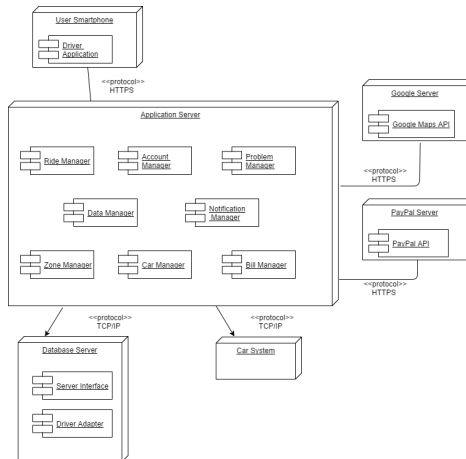 User Smartphone
Driver
Application
<<protocol>>
HTTPS
Google Server
Google Maps API
Application Server
Ride Manager
Account
Manager
Problem
Manager
<<protocol>>
HTTPS
Data Manager
Notification
Manager
PayPal Server
PayPal API
Zone Manager
Car Manager
Bill Manager
<<protocol>>
HTTPS
<<protocol>>
TCP/IP
<<protocol>>
TCP/IP
Database Server
Car System
Server Interface
Driver Adapter